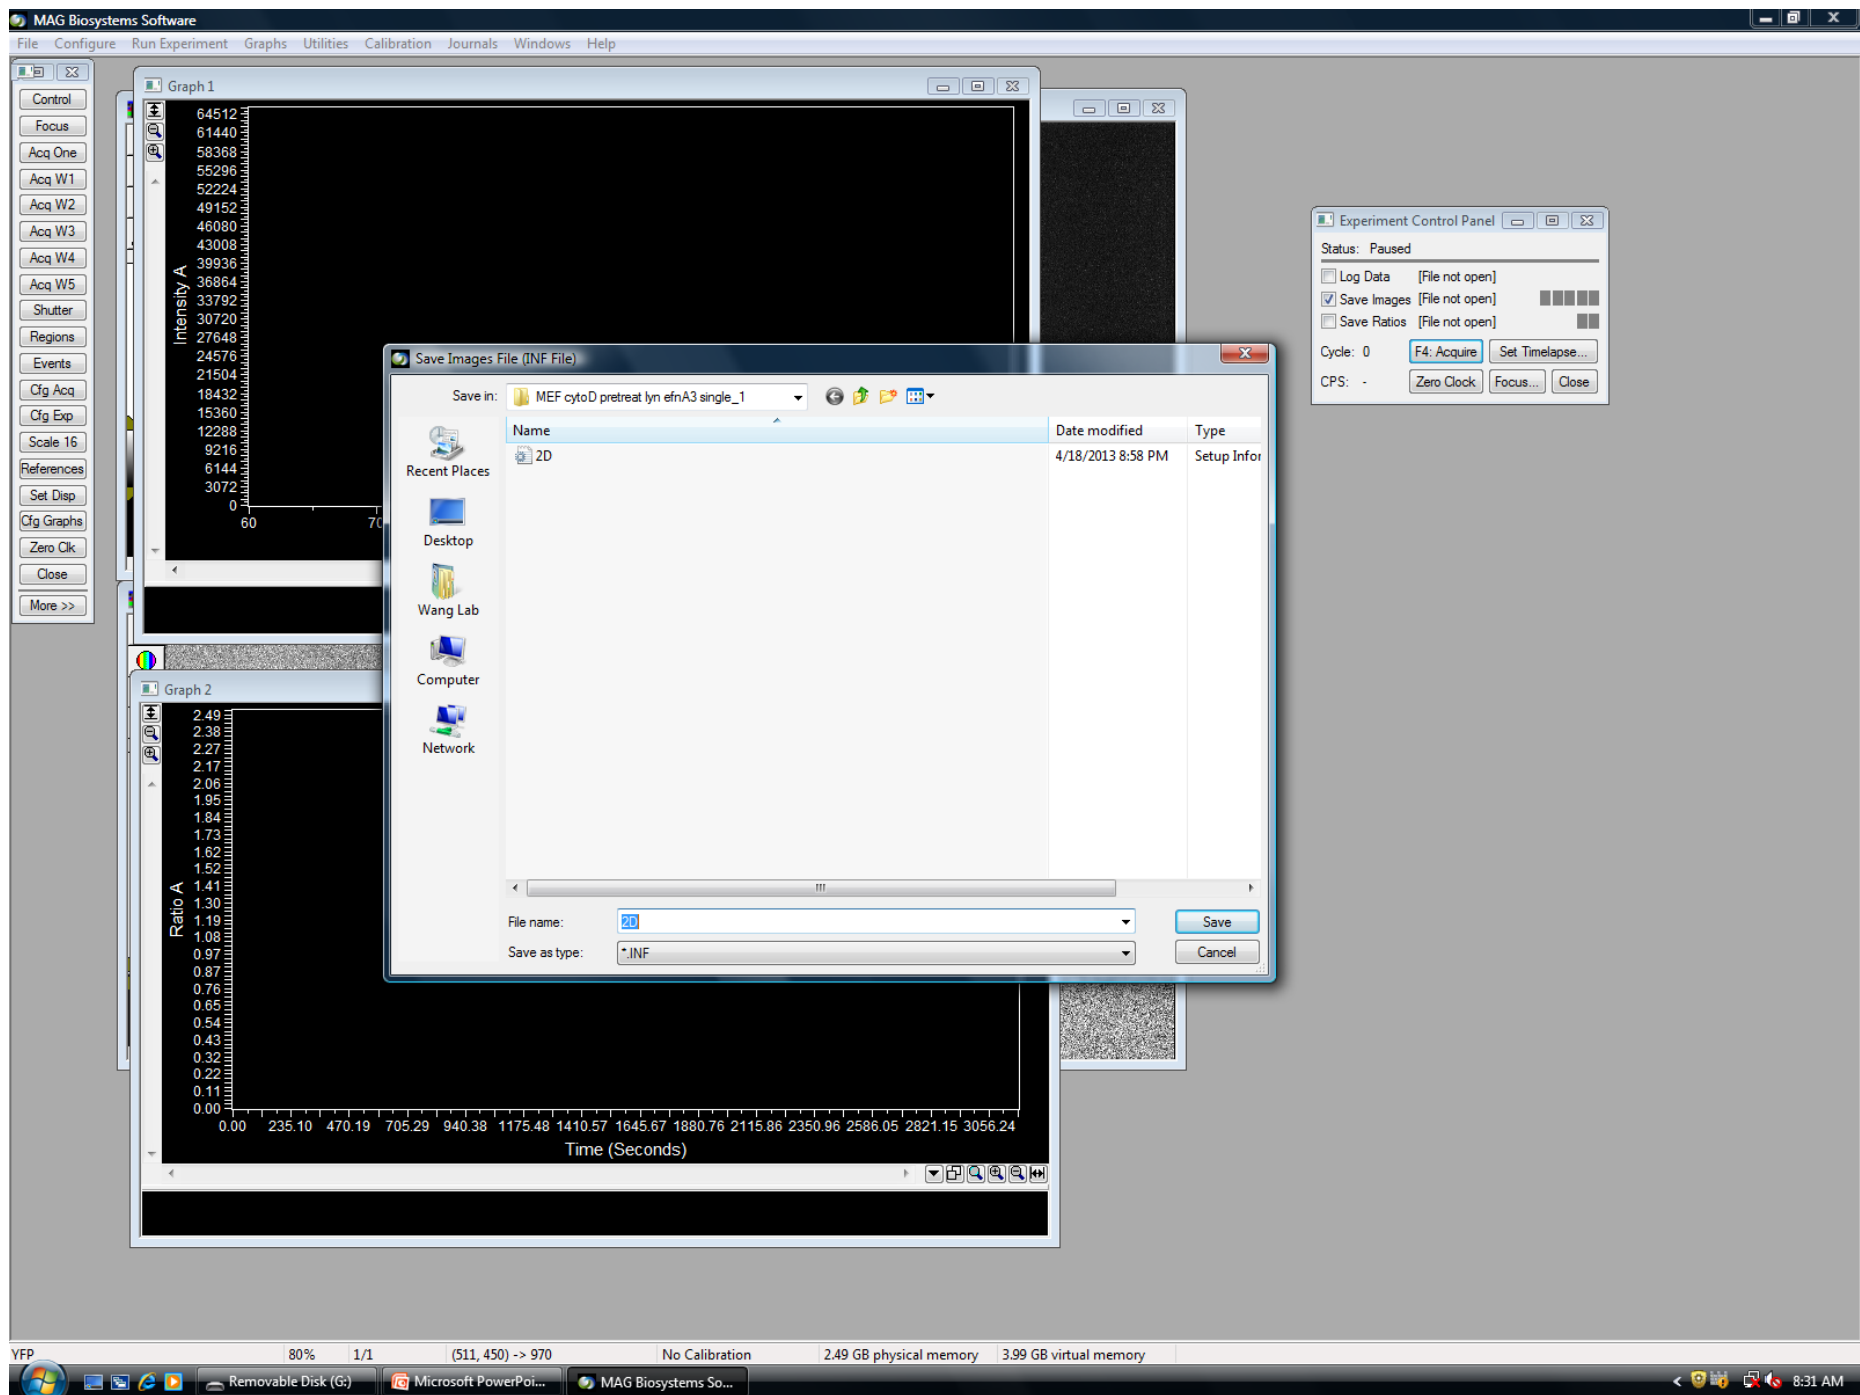 MAG Biosystems Software
File Configure Run Experiment Graphs Utilities Calibration Journals Windows Help
Control
Focus
Acq One
Acq W1
Acq W2
Acq W3
Acq W4
Acq W5
Shutter
Regions
Events
Cfg Acq
Cfg Exp
Scale 16
References
Set Disp
Cfg Graphs
Zero Clk
Close
More >>
Graph 1
64512
61440
58368
55296
52224
49152
46080
43008
39936
36864
33792
30720
27648
24576
21504
18432
15360
12288
9216
6144
3072
0
Intensity A
60 70
Experiment Control Panel
Status: Paused
Log Data [File not open]
Save Images [File not open]
Save Ratios [File not open]
Cycle: 0 F4: Acquire Set Timelapse...
CPS: - Zero Clock Focus... Close
Save Images File (INF File)
Save in: MEF cytoD pretreat lyn efnA3 single_1
Name Date modified Type
2D 4/18/2013 8:58 PM Setup Infor
Recent Places
Desktop
Wang Lab
Computer
Network
File name: 2D Save
Save as type: *.INF Cancel
Graph 2
2.49
2.38
2.27
2.17
2.06
1.95
1.84
1.73
1.62
1.52
1.41
1.30
1.19
1.08
0.97
0.87
0.76
0.65
0.54
0.43
0.32
0.22
0.11
0.00
Ratio A
0.00 235.10 470.19 705.29 940.38 1175.48 1410.57 1645.67 1880.76 2115.86 2350.96 2586.05 2821.15 3056.24
Time (Seconds)
YFP 80% 1/1 (511, 450) -> 970 No Calibration 2.49 GB physical memory 3.99 GB virtual memory
Removable Disk (G:) Microsoft PowerPoi... MAG Biosystems So... 8:31 AM